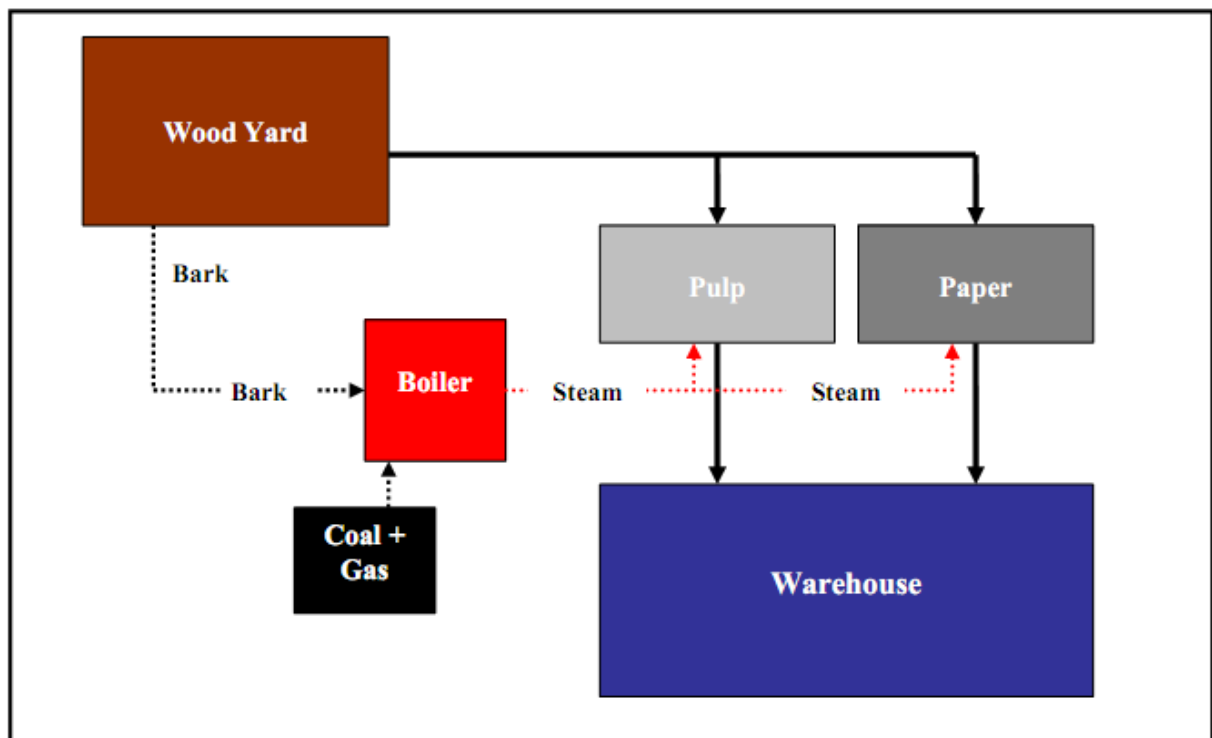 Wood Yard
Bark
Pulp
Paper
Bark
Boiler
Steam
Steam
Coal +
Gas
Warehouse